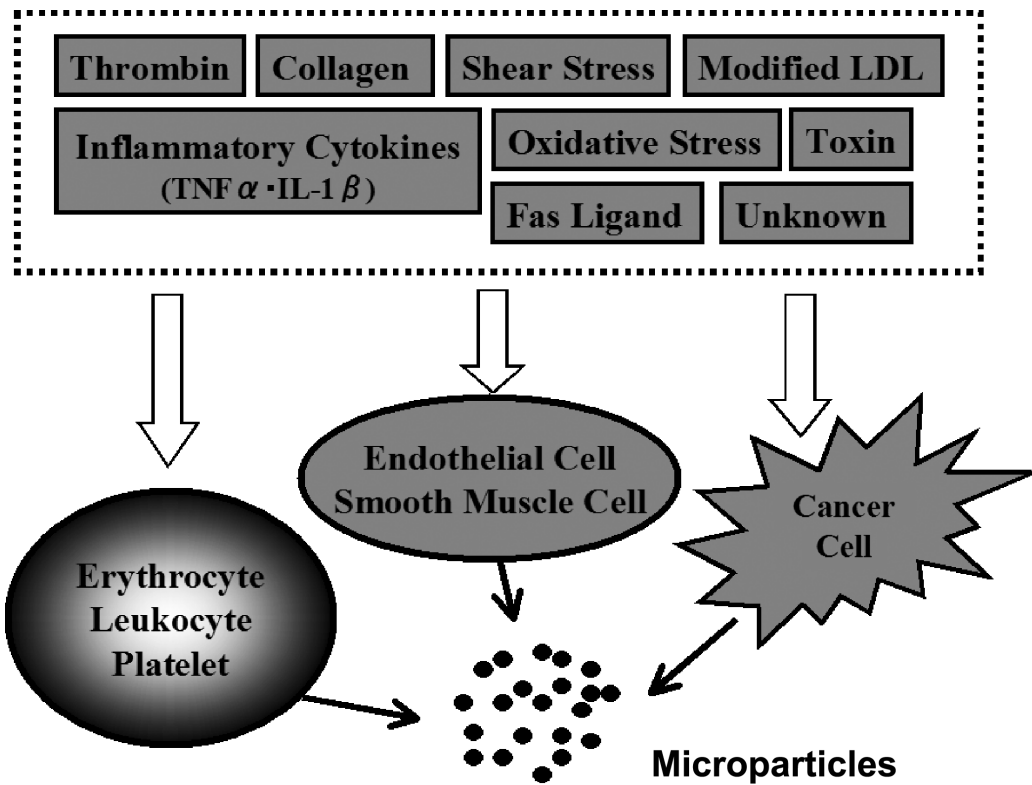 Thrombin
Collagen
Shear Stress
Modified LDL
Inflammatory Cytokines
(TNFα・IL-1β)
Oxidative Stress
Toxin
Fas Ligand
Unknown
Endothelial Cell
Smooth Muscle Cell
Cancer
Cell
Erythrocyte
Leukocyte
Platelet
Microparticles